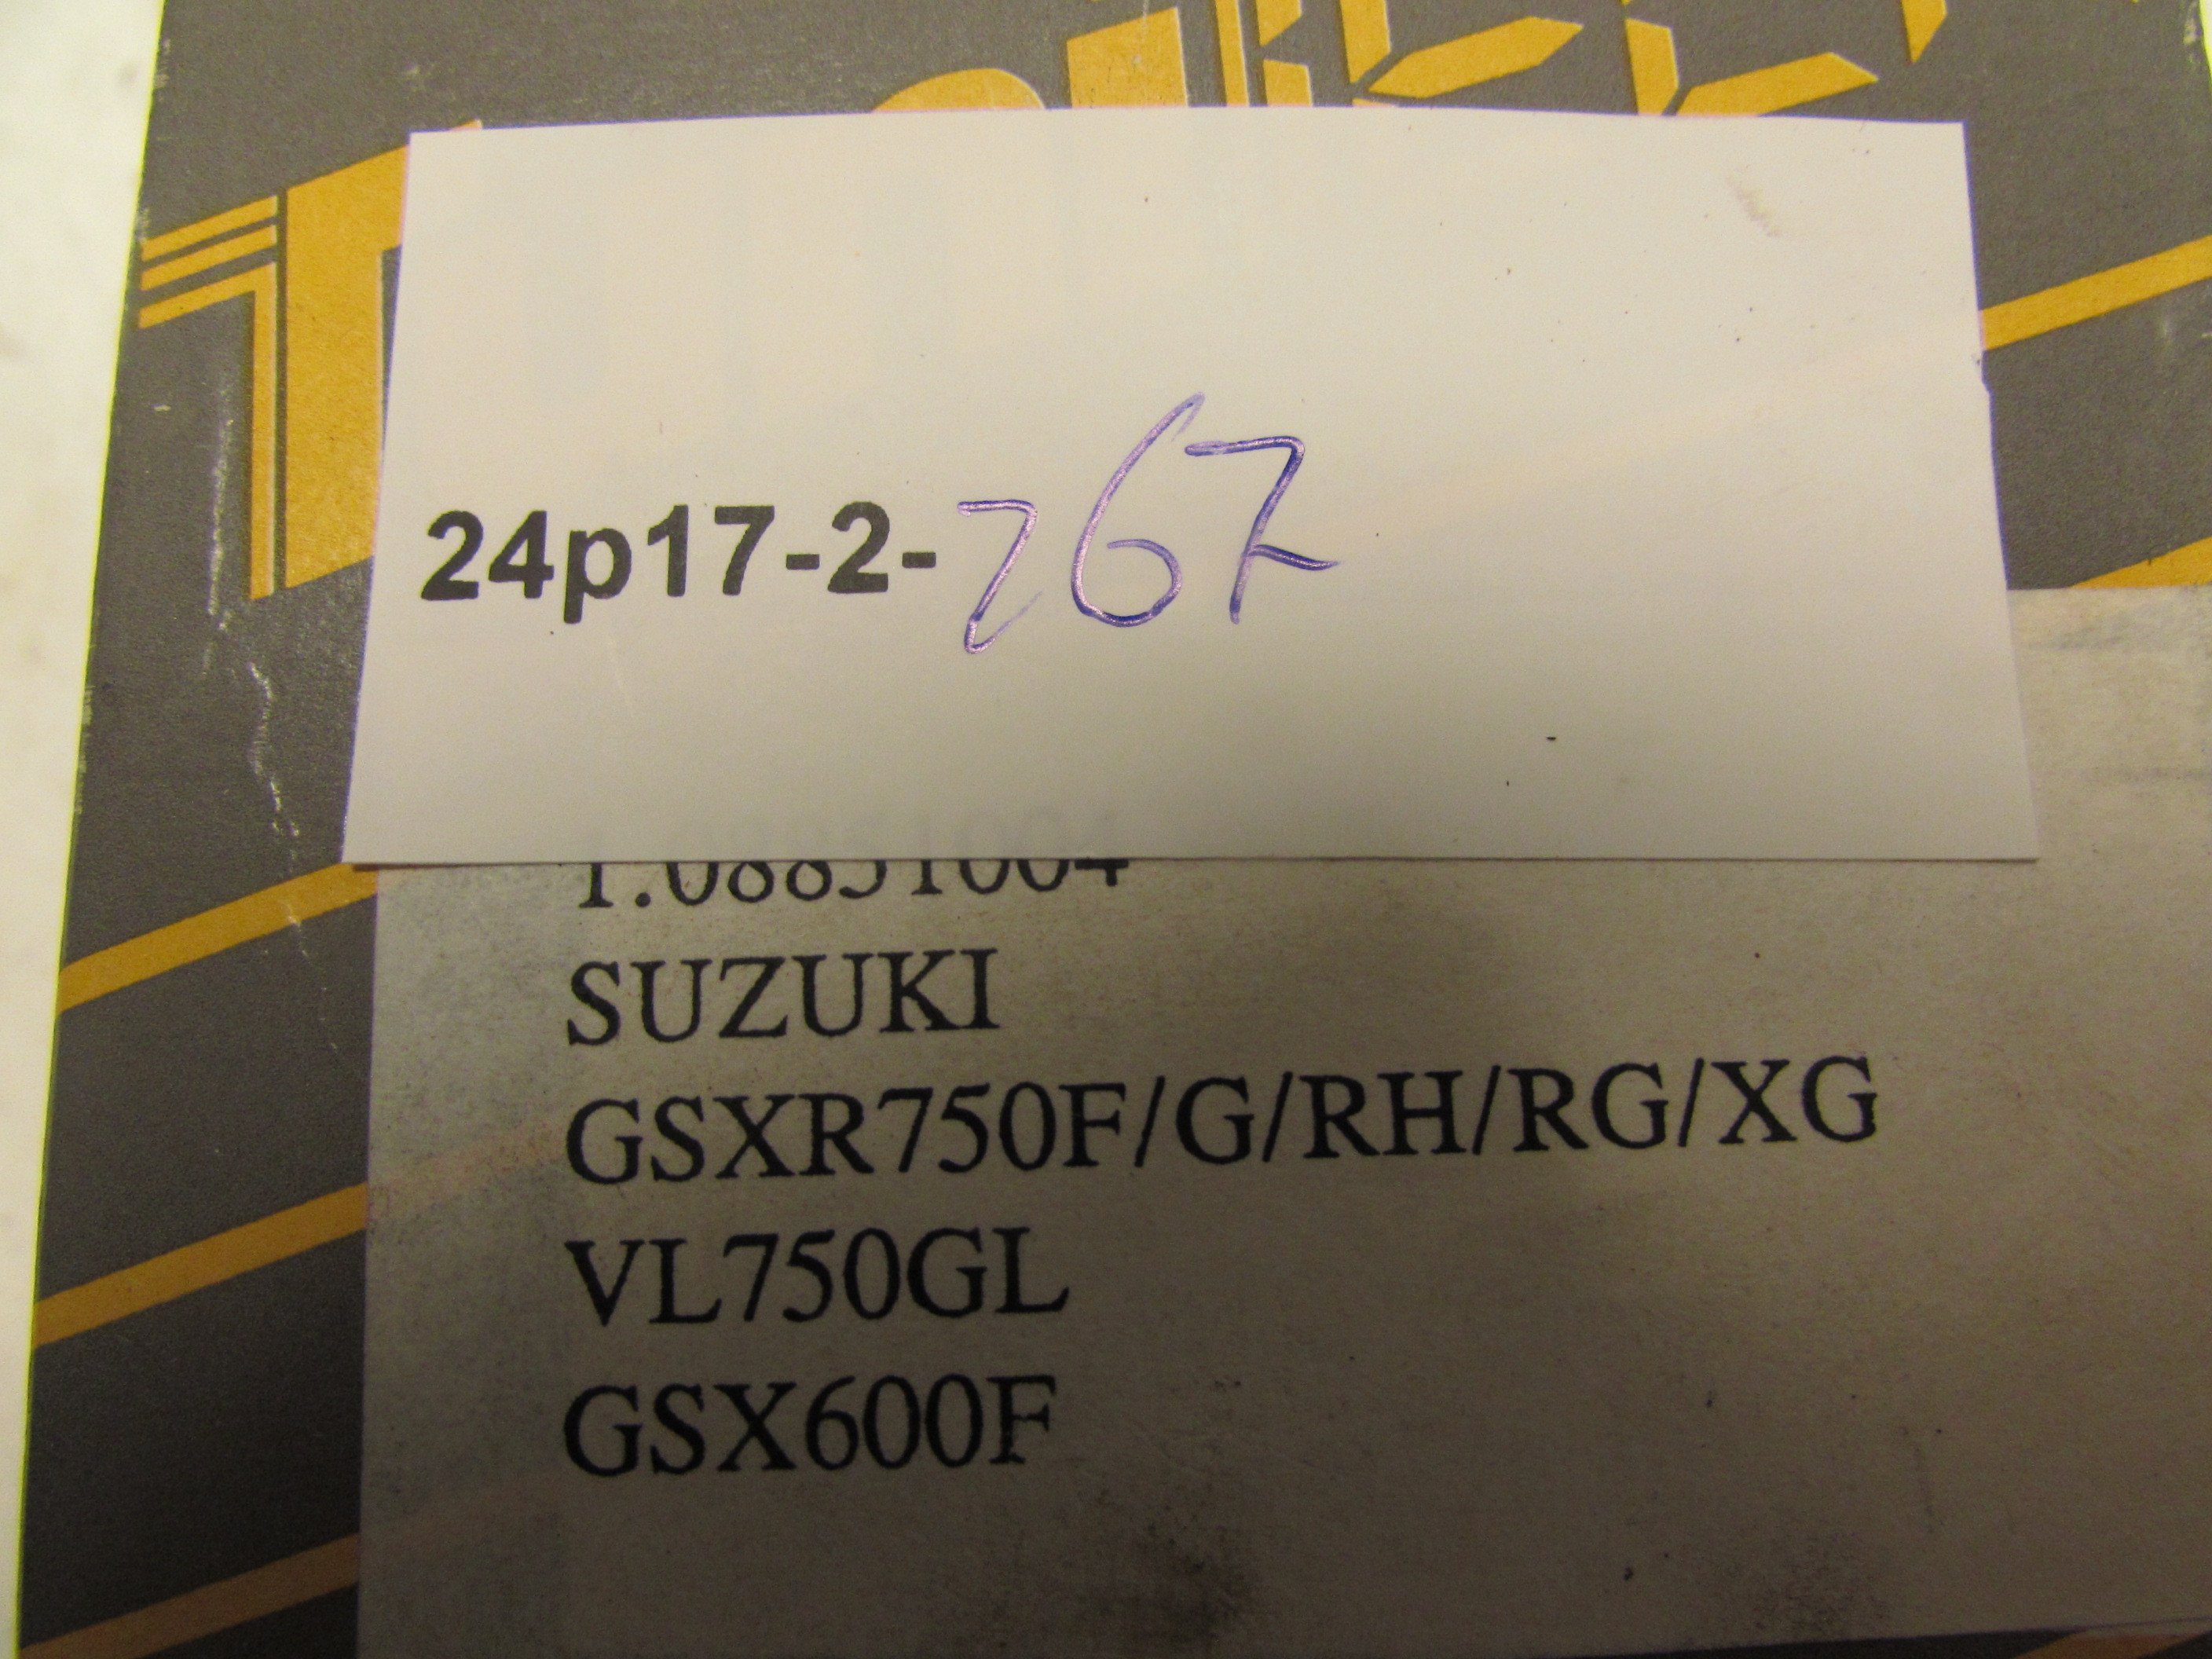 24p17-2-767
SUZUKI
GSXR750F/G/RH/RG/XG
VL750GL
GSX600F